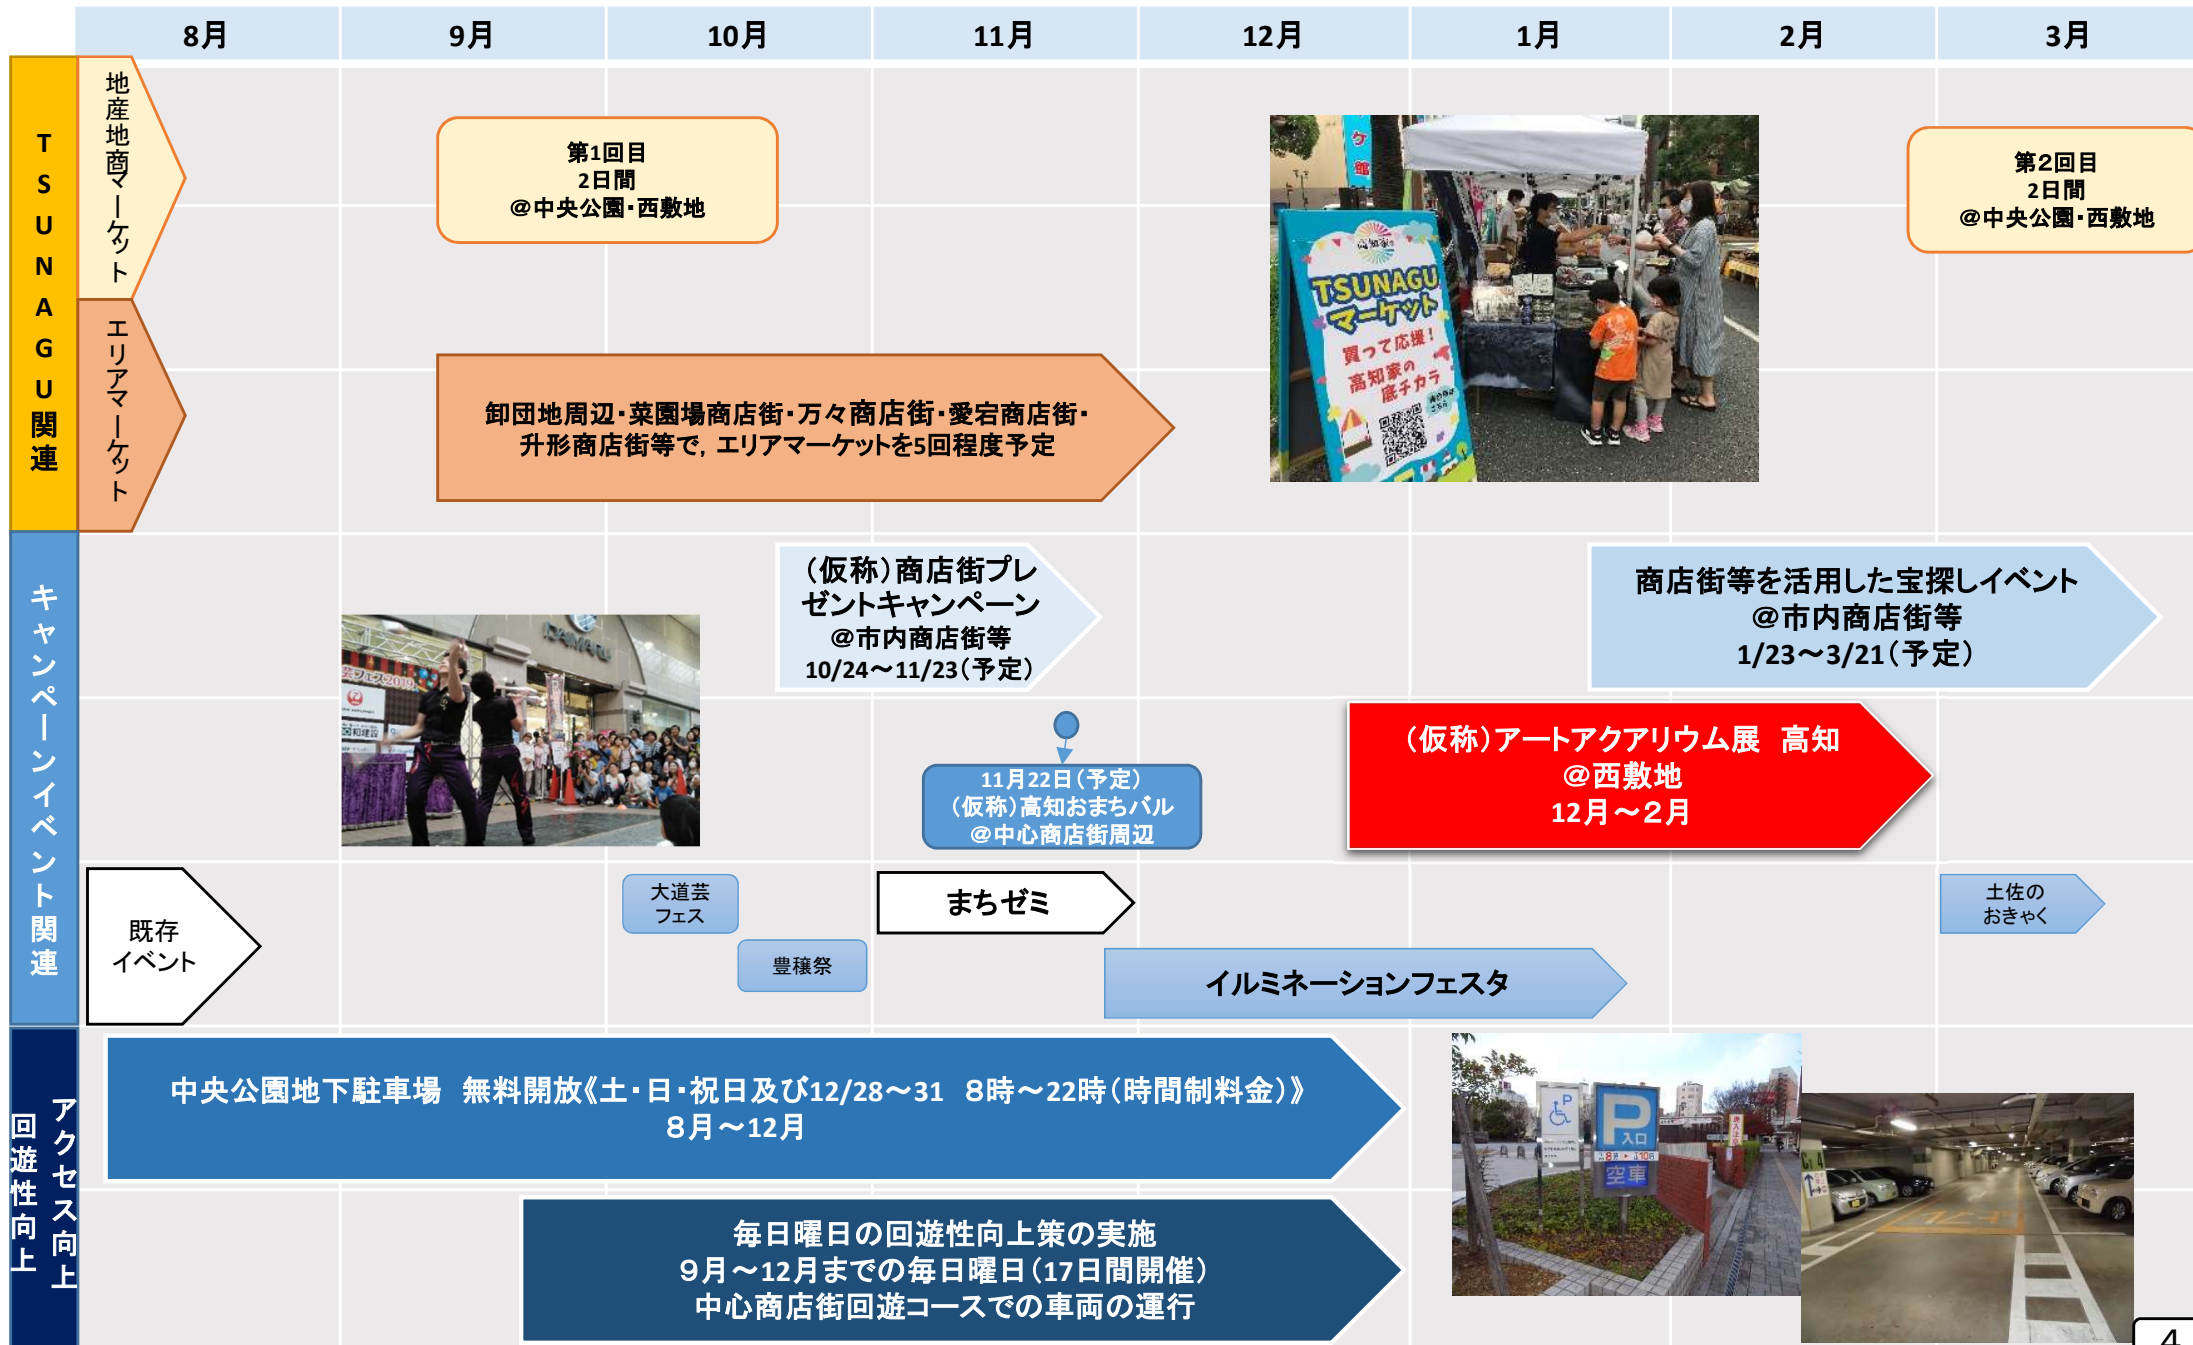 8月 9月 10月 11月 12月 1月 2月 3月
TSUNAGU関連
地産地商マーケット
第1回目
2日間
@中央公園・西敷地
第2回目
2日間
@中央公園・西敷地
ケ館
高知家
TSUNAGU
マーケット
買って応援！
高知家の
底チカラ
エリアマーケット
卸団地周辺・菜園場商店街・万々商店街・愛宕商店街・
升形商店街等で，エリアマーケットを5回程度予定
キャンペーンイベント関連
（仮称）商店街プレ
ゼントキャンペーン
@市内商店街等
10/24～11/23（予定）
商店街等を活用した宝探しイベント
@市内商店街等
1/23～3/21（予定）
DAIMARU
芸フェス2019
11月22日（予定）
（仮称）高知おまちバル
@中心商店街周辺
（仮称）アートアクアリウム展　高知
@西敷地
12月～２月
既存
イベント
大道芸
フェス
豊穣祭
まちゼミ
イルミネーションフェスタ
土佐の
おきゃく
アクセス向上
回遊性向上
中央公園地下駐車場　無料開放《土・日・祝日及び12/28～31　８時～22時（時間制料金）》
８月～12月
毎日曜日の回遊性向上策の実施
９月～12月までの毎日曜日（17日間開催）
中心商店街回遊コースでの車両の運行
P
P
入口
空車
4